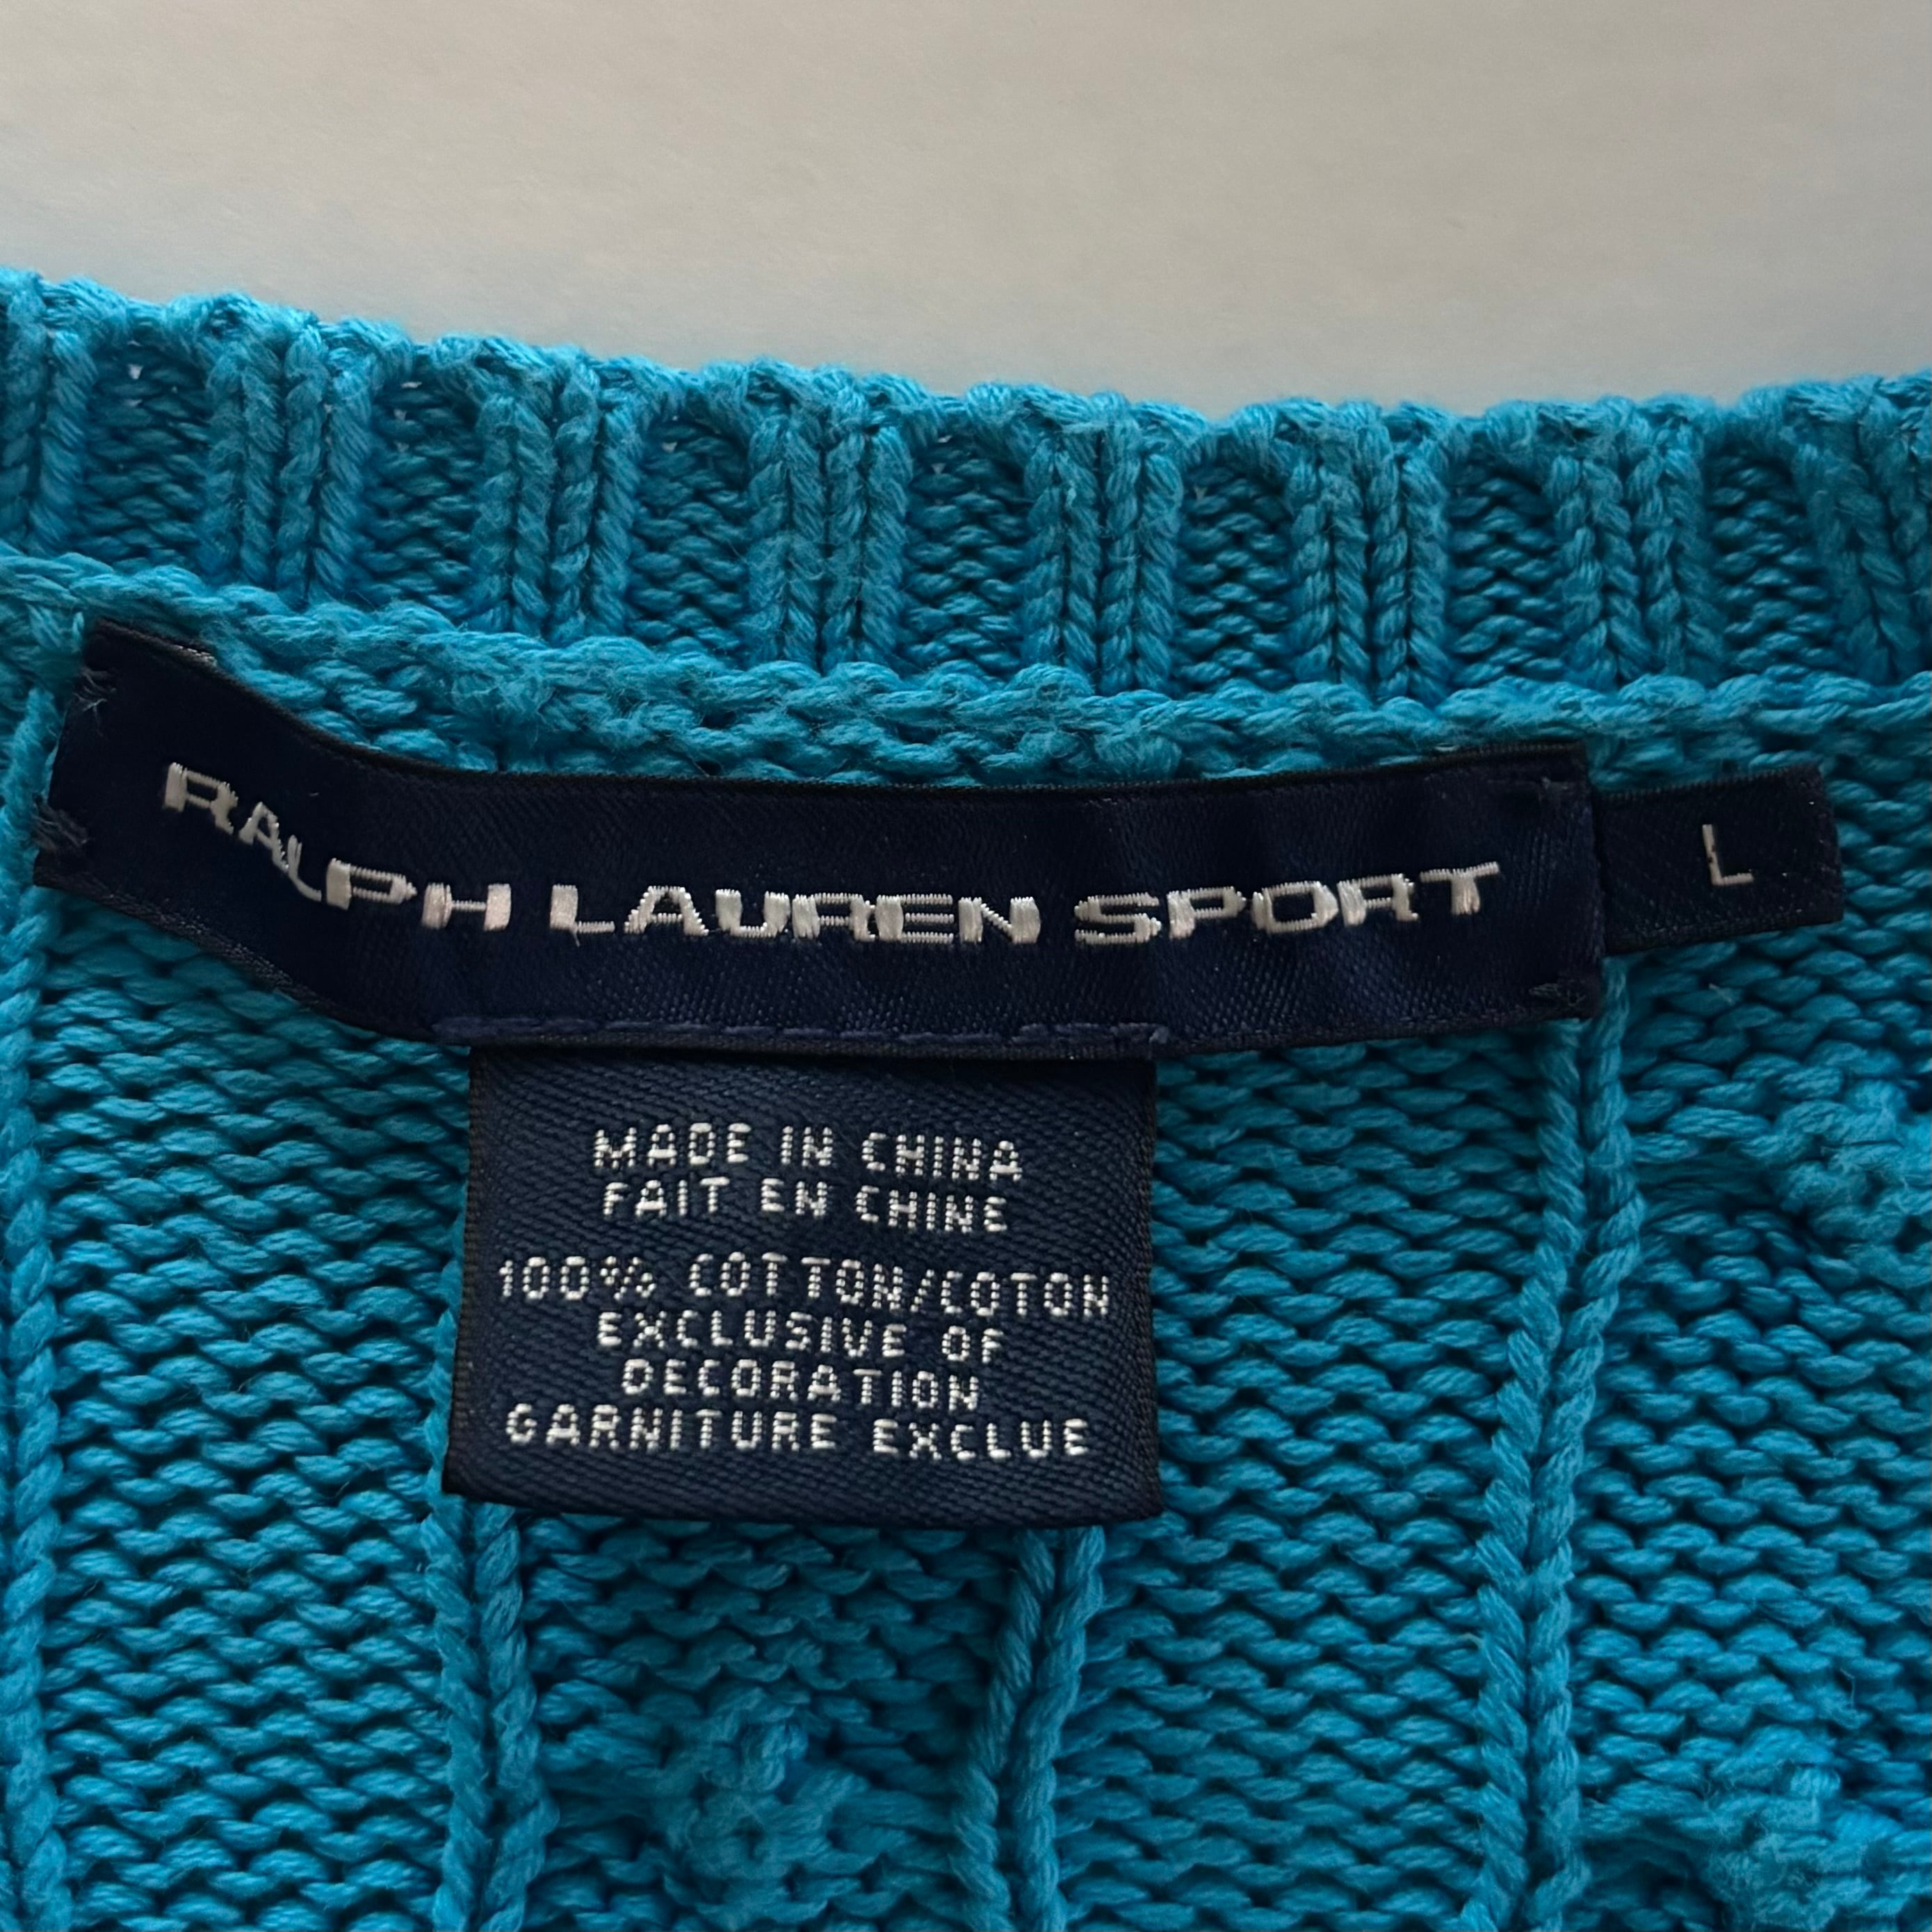 RALPH LAUREN SPORT
L
MADE IN CHINA
FAIT EN CHINE
100% COTTON/COTON
EXCLUSIVE OF
DECORATION
GARNITURE EXCLUE